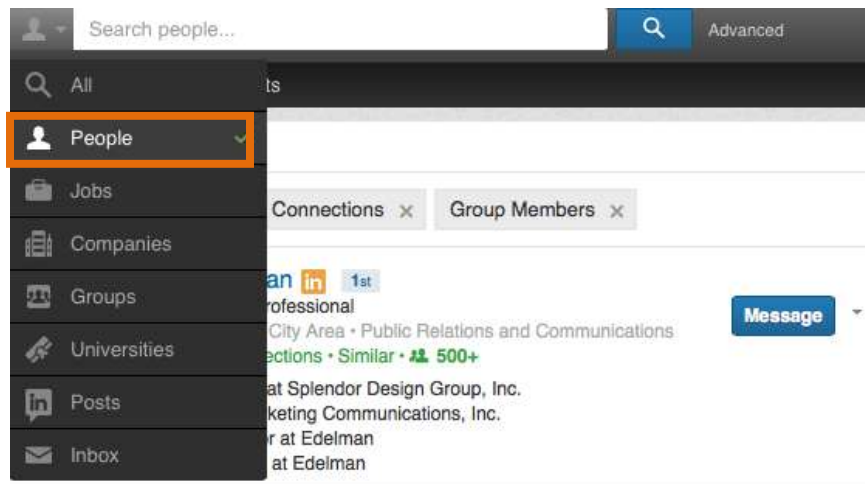 Search people... Advanced
All
People
Jobs
Companies
Groups
Universities
Posts
Inbox
ts
Connections × Group Members ×
an in 1st
rofessional
City Area • Public Relations and Communications
ections • Similar • 500+
Message
at Splendor Design Group, Inc.
keting Communications, Inc.
r at Edelman
at Edelman